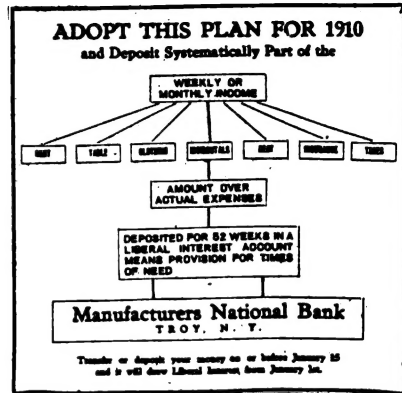 ADOPT THIS PLAN FOR 1910
and Deposit Systematically Part of the
WEEKLY OR
MONTHLY INCOME
TABLE CLOTHING INCIDENTALS INSURANCE TAXES
AMOUNT OVER
ACTUAL EXPENSES
DEPOSITED FOR 52 WEEKS IN A
LIBERAL INTEREST ACCOUNT
MEANS PROVISION FOR TIMES
OF NEED
Manufacturers National Bank
TROY, N. Y.
Transfer or deposit your money on or before January 15
and it will draw Liberal Interest from January 1st.